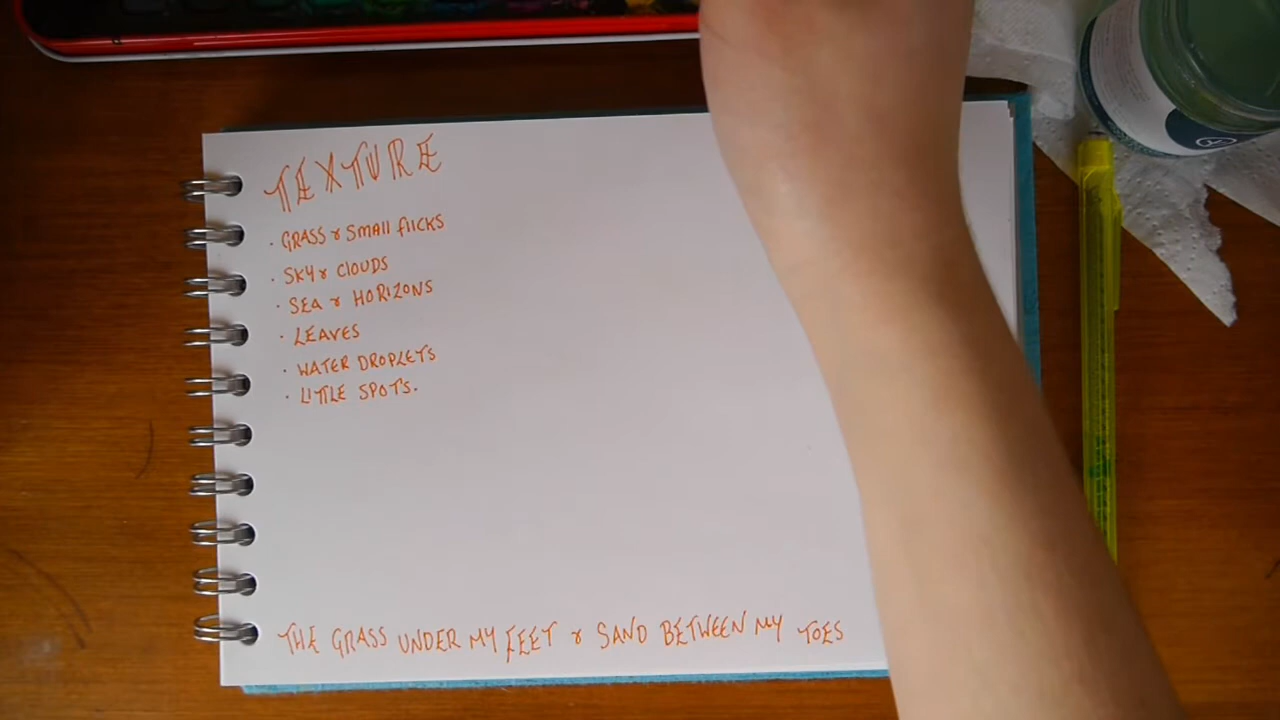 TEXTURE
· GRASS & SMALL FLICKS
· SKY & CLOUDS
· SEA & HORIZONS
· LEAVES
· WATER DROPLETS
· LITTLE SPOTS.
THE GRASS UNDER MY FEET & SAND BETWEEN MY TOES